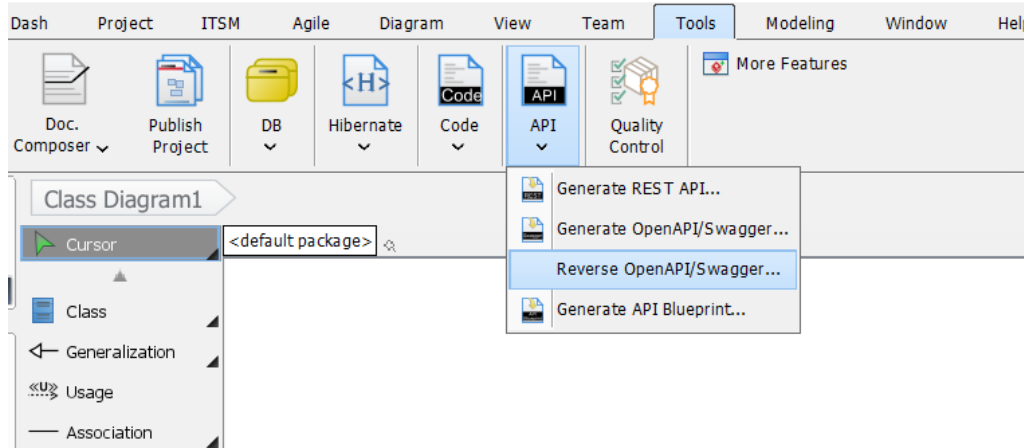 Dash Project ITSM Agile Diagram View Team Tools Modeling Window Help
<H>
Code
API
More Features
Doc.
Composer
Publish
Project
DB
Hibernate
Code
API
Quality
Control
REST
Generate REST API...
Generate OpenAPI/Swagger...
Reverse OpenAPI/Swagger...
API
Generate API Blueprint...
Class Diagram1
Cursor
<default package>
Class
Generalization
«U» Usage
Association